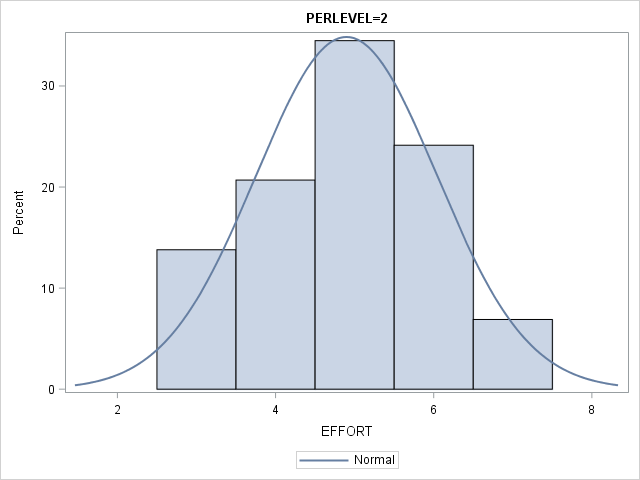 PERLEVEL=2
30
20
10
0
Percent
2 4 6 8
EFFORT
Normal